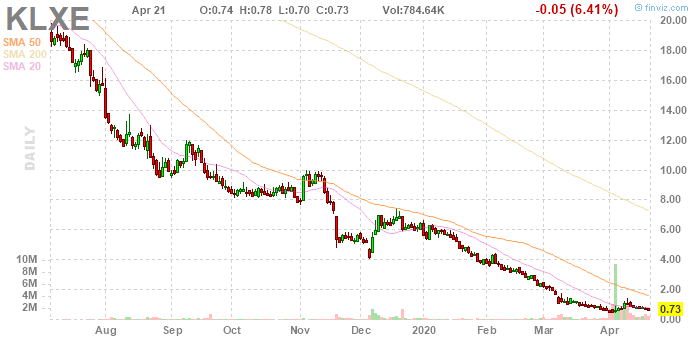 KLXE
Apr 21 O:0.74 H:0.78 L:0.70 C:0.73 Vol:784.64K -0.05 (6.41%)
© finviz.com
SMA 50
SMA 200
SMA 20
DAILY
20.00
18.00
16.00
14.00
12.00
10.00
8.00
6.00
4.00
2.00
0.73
0.00
10M
8M
6M
4M
2M
Aug Sep Oct Nov Dec 2020 Feb Mar Apr